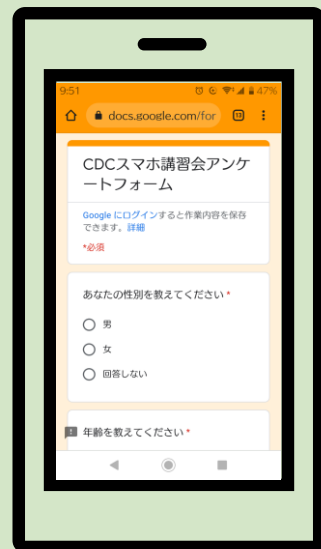 9:51 47%
docs.google.com/for 13
CDCスマホ講習会アンケ
ートフォーム
Google にログインすると作業内容を保存
できます。詳細
*必須
あなたの性別を教えてください *
男
女
回答しない
年齢を教えてください *